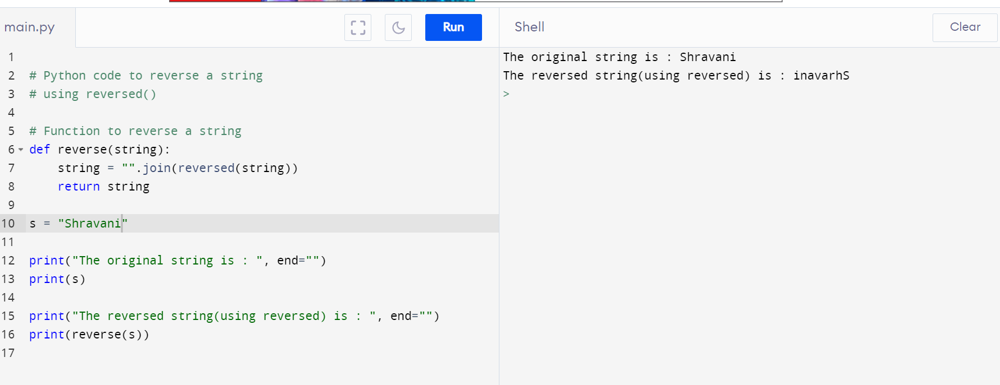 main.py
Run
Shell
Clear
1
2 # Python code to reverse a string
3 # using reversed()
4
5 # Function to reverse a string
6 def reverse(string):
7     string = "".join(reversed(string))
8     return string
9
10 s = "Shravani"
11
12 print("The original string is : ", end="")
13 print(s)
14
15 print("The reversed string(using reversed) is : ", end="")
16 print(reverse(s))
17
The original string is : Shravani
The reversed string(using reversed) is : inavarhS
>